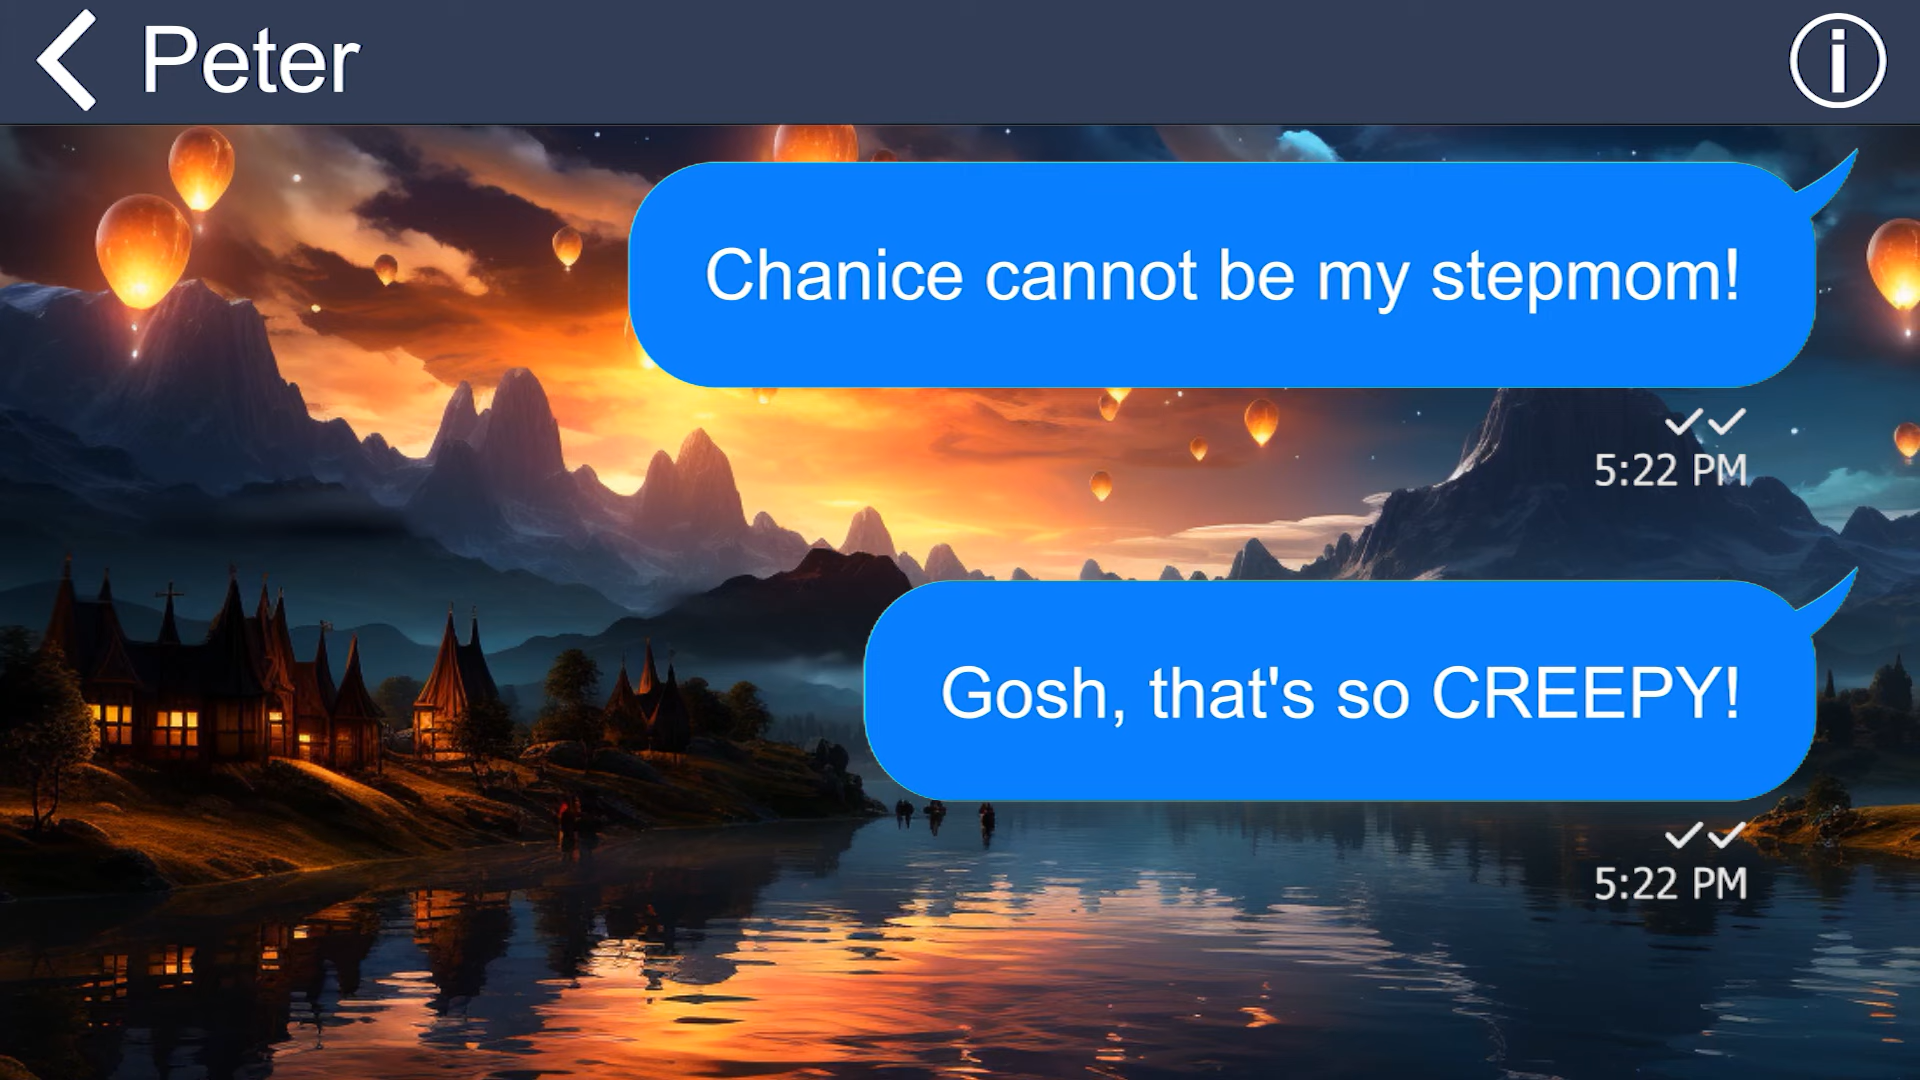 Peter
Chanice cannot be my stepmom!
5:22 PM
Gosh, that's so CREEPY!
5:22 PM